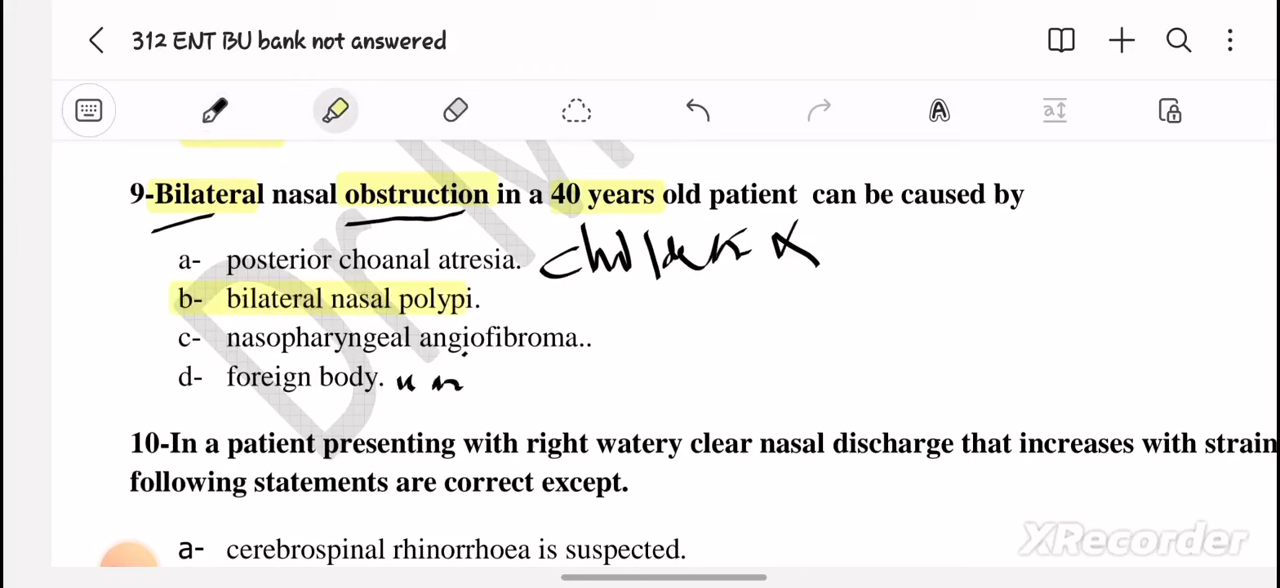 312 ENT BU bank not answered
9-Bilateral nasal obstruction in a 40 years old patient can be caused by
a- posterior choanal atresia.
b- bilateral nasal polypi.
c- nasopharyngeal angiofibroma..
d- foreign body.
10-In a patient presenting with right watery clear nasal discharge that increases with strain
following statements are correct except.
a- cerebrospinal rhinorrhoea is suspected.
XRecorder